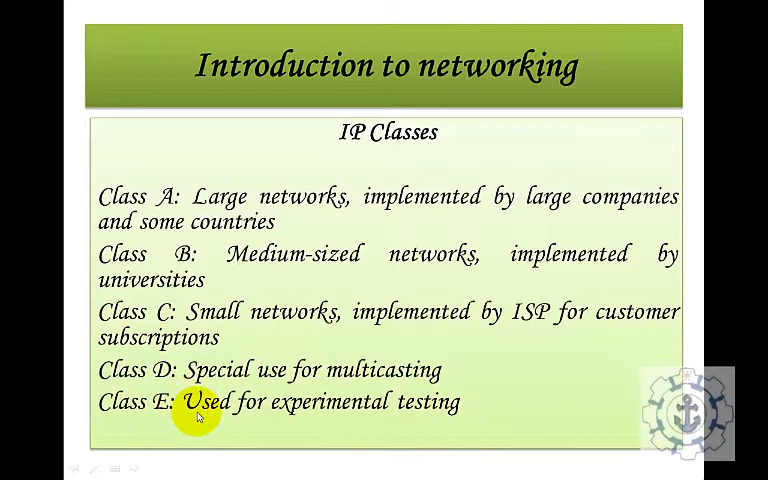 Introduction to networking
IP Classes
Class A: Large networks, implemented by large companies
and some countries
Class B: Medium-sized networks, implemented by
universities
Class C: Small networks, implemented by ISP for customer
subscriptions
Class D: Special use for multicasting
Class E: Used for experimental testing